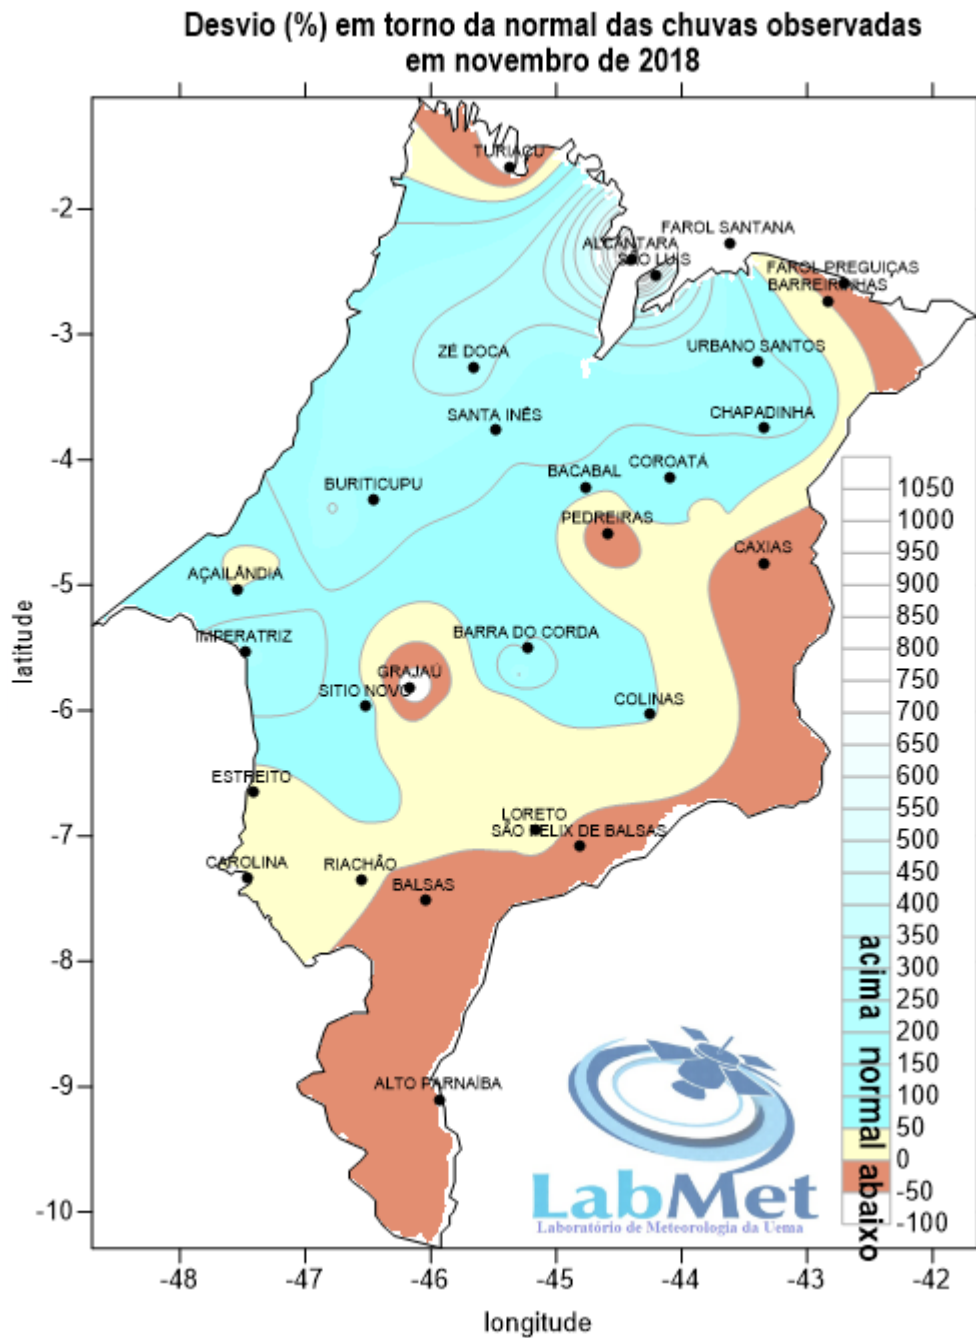 Desvio (%) em torno da normal das chuvas observadas
em novembro de 2018
TURIAÇU
-2
FAROL SANTANA
ALCÂNTARA
SÃO LUIS
FAROL PREGUIÇAS
BARREIRINHAS
-3
ZÉ DOCA
URBANO SANTOS
SANTA INÊS
CHAPADINHA
-4
BACABAL
COROATÁ
BURITICUPU
PEDREIRAS
CAXIAS
-5
AÇAILÂNDIA
IMPERATRIZ
BARRA DO CORDA
GRAJAÚ
SITIO NOVO
COLINAS
-6
ESTREITO
LORETO
SÃO FELIX DE BALSAS
-7
CAROLINA
RIACHÃO
BALSAS
-8
-9
ALTO PARNAÍBA
-10
latitude
1050
1000
950
900
850
800
750
700
650
600
550
500
450
400
350
300
250
200
150
100
50
0
-50
-100
acima
normal
abaixo
LabMet
Laboratório de Meteorologia da Uema
-48
-47
-46
-45
-44
-43
-42
longitude